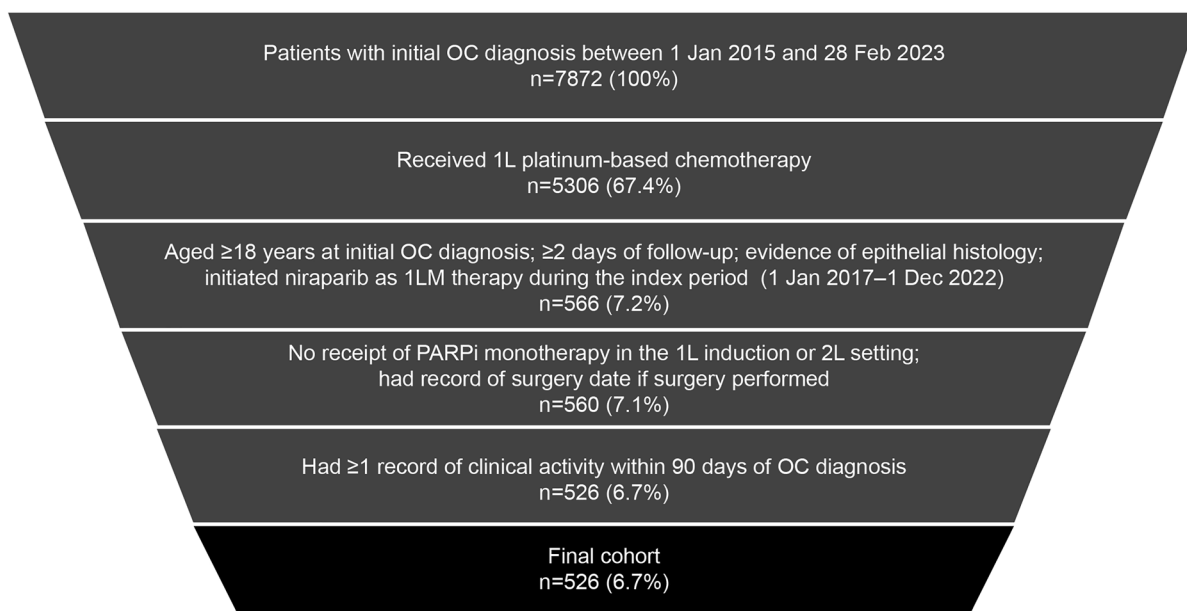 Patients with initial OC diagnosis between 1 Jan 2015 and 28 Feb 2023
n=7872 (100%)
Received 1L platinum-based chemotherapy
n=5306 (67.4%)
Aged ≥18 years at initial OC diagnosis; ≥2 days of follow-up; evidence of epithelial histology;
initiated niraparib as 1LM therapy during the index period (1 Jan 2017–1 Dec 2022)
n=566 (7.2%)
No receipt of PARPi monotherapy in the 1L induction or 2L setting;
had record of surgery date if surgery performed
n=560 (7.1%)
Had ≥1 record of clinical activity within 90 days of OC diagnosis
n=526 (6.7%)
Final cohort
n=526 (6.7%)